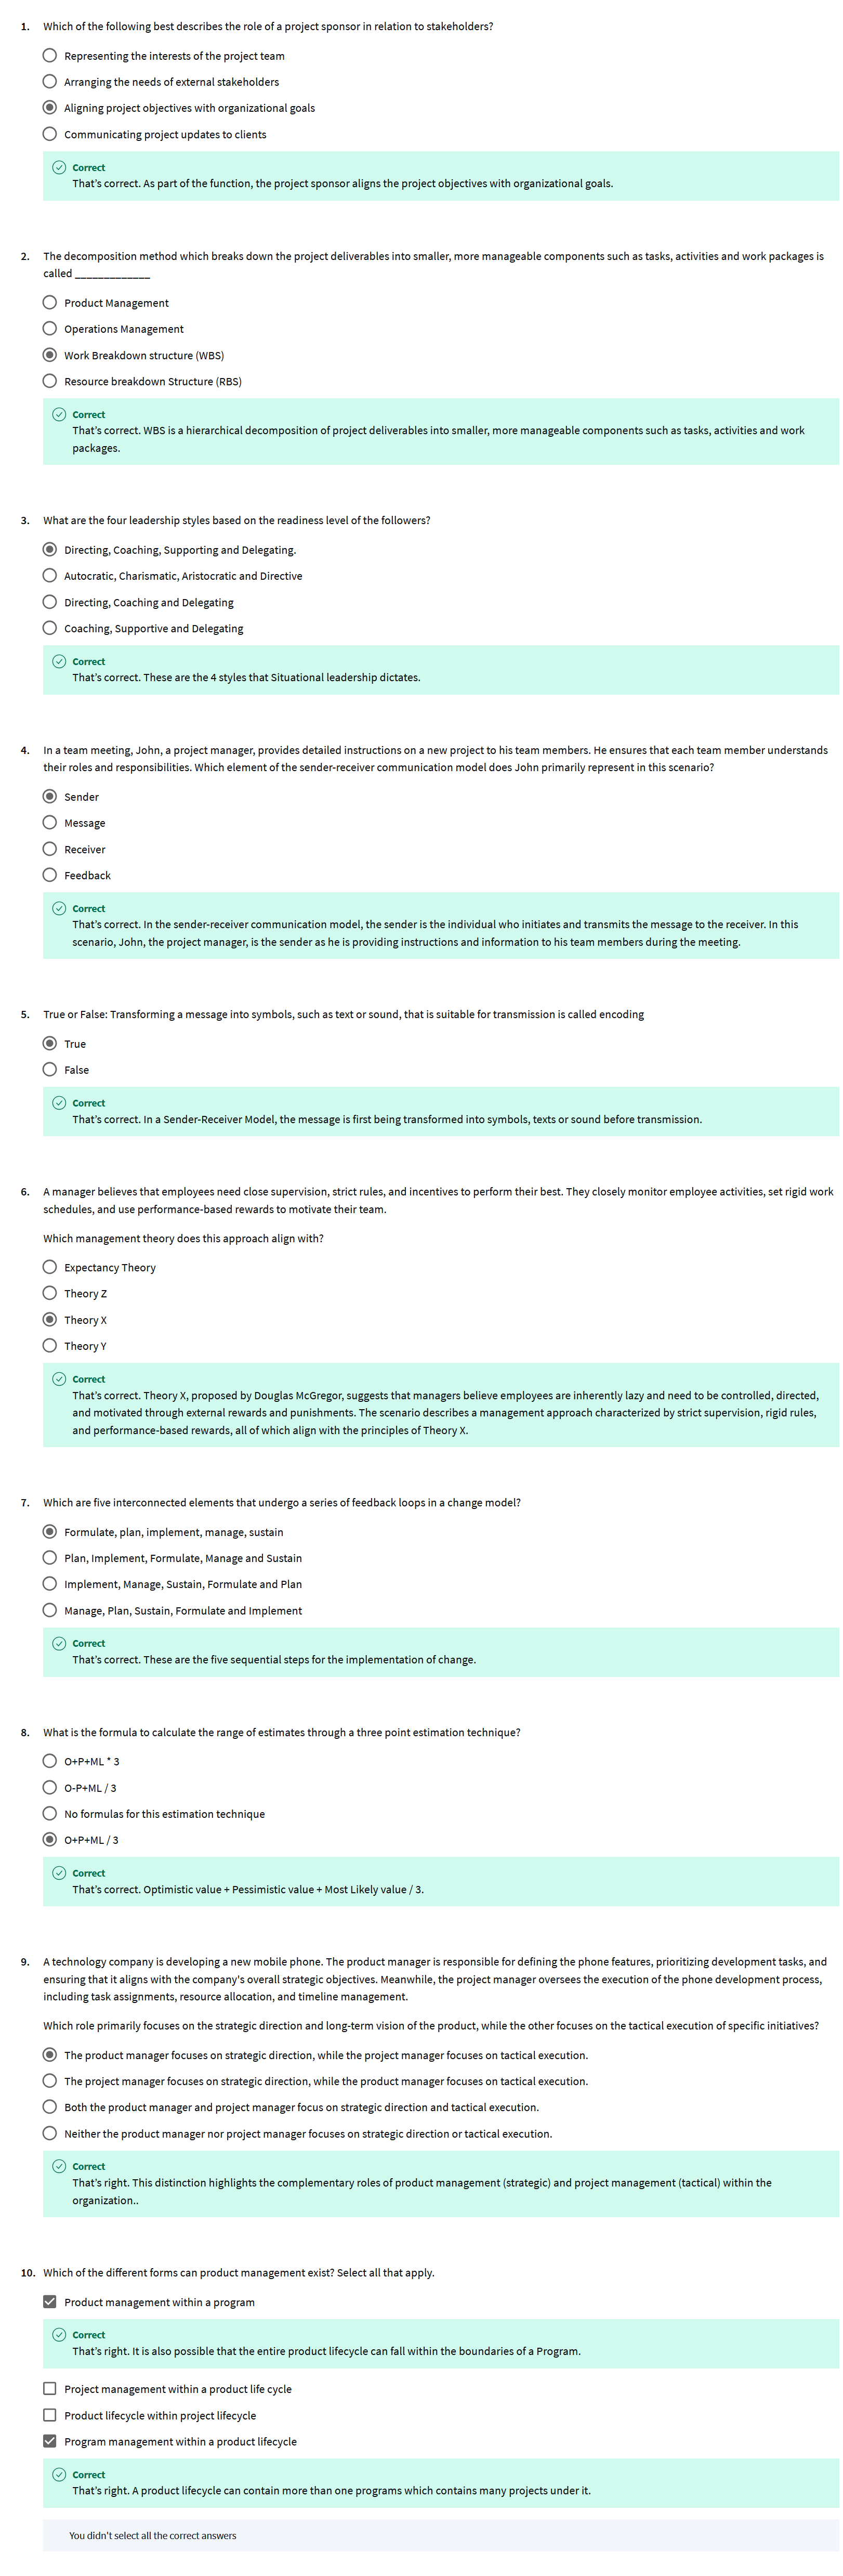 1. Which of the following best describes the role of a project sponsor in relation to stakeholders?
Representing the interests of the project team
Arranging the needs of external stakeholders
Aligning project objectives with organizational goals
Communicating project updates to clients
Correct
That's correct. As part of the function, the project sponsor aligns the project objectives with organizational goals.
2. The decomposition method which breaks down the project deliverables into smaller, more manageable components such as tasks, activities and work packages is
called _____________
Product Management
Operations Management
Work Breakdown structure (WBS)
Resource breakdown Structure (RBS)
Correct
That's correct. WBS is a hierarchical decomposition of project deliverables into smaller, more manageable components such as tasks, activities and work
packages.
3. What are the four leadership styles based on the readiness level of the followers?
Directing, Coaching, Supporting and Delegating.
Autocratic, Charismatic, Aristocratic and Directive
Directing, Coaching and Delegating
Coaching, Supportive and Delegating
Correct
That's correct. These are the 4 styles that Situational leadership dictates.
4. In a team meeting, John, a project manager, provides detailed instructions on a new project to his team members. He ensures that each team member understands
their roles and responsibilities. Which element of the sender-receiver communication model does John primarily represent in this scenario?
Sender
Message
Receiver
Feedback
Correct
That's correct. In the sender-receiver communication model, the sender is the individual who initiates and transmits the message to the receiver. In this
scenario, John, the project manager, is the sender as he is providing instructions and information to his team members during the meeting.
5. True or False: Transforming a message into symbols, such as text or sound, that is suitable for transmission is called encoding
True
False
Correct
That's correct. In a Sender-Receiver Model, the message is first being transformed into symbols, texts or sound before transmission.
6. A manager believes that employees need close supervision, strict rules, and incentives to perform their best. They closely monitor employee activities, set rigid work
schedules, and use performance-based rewards to motivate their team.
Which management theory does this approach align with?
Expectancy Theory
Theory Z
Theory X
Theory Y
Correct
That's correct. Theory X, proposed by Douglas McGregor, suggests that managers believe employees are inherently lazy and need to be controlled, directed,
and motivated through external rewards and punishments. The scenario describes a management approach characterized by strict supervision, rigid rules,
and performance-based rewards, all of which align with the principles of Theory X.
7. Which are five interconnected elements that undergo a series of feedback loops in a change model?
Formulate, plan, implement, manage, sustain
Plan, Implement, Formulate, Manage and Sustain
Implement, Manage, Sustain, Formulate and Plan
Manage, Plan, Sustain, Formulate and Implement
Correct
That's correct. These are the five sequential steps for the implementation of change.
8. What is the formula to calculate the range of estimates through a three point estimation technique?
O+P+ML * 3
O-P+ML / 3
No formulas for this estimation technique
O+P+ML / 3
Correct
That's correct. Optimistic value + Pessimistic value + Most Likely value / 3.
9. A technology company is developing a new mobile phone. The product manager is responsible for defining the phone features, prioritizing development tasks, and
ensuring that it aligns with the company's overall strategic objectives. Meanwhile, the project manager oversees the execution of the phone development process,
including task assignments, resource allocation, and timeline management.
Which role primarily focuses on the strategic direction and long-term vision of the product, while the other focuses on the tactical execution of specific initiatives?
The product manager focuses on strategic direction, while the project manager focuses on tactical execution.
The project manager focuses on strategic direction, while the product manager focuses on tactical execution.
Both the product manager and project manager focus on strategic direction and tactical execution.
Neither the product manager nor project manager focuses on strategic direction or tactical execution.
Correct
That's right. This distinction highlights the complementary roles of product management (strategic) and project management (tactical) within the
organization..
10. Which of the different forms can product management exist? Select all that apply.
Product management within a program
Correct
That's right. It is also possible that the entire product lifecycle can fall within the boundaries of a Program.
Project management within a product life cycle
Product lifecycle within project lifecycle
Program management within a product lifecycle
Correct
That's right. A product lifecycle can contain more than one programs which contains many projects under it.
You didn't select all the correct answers